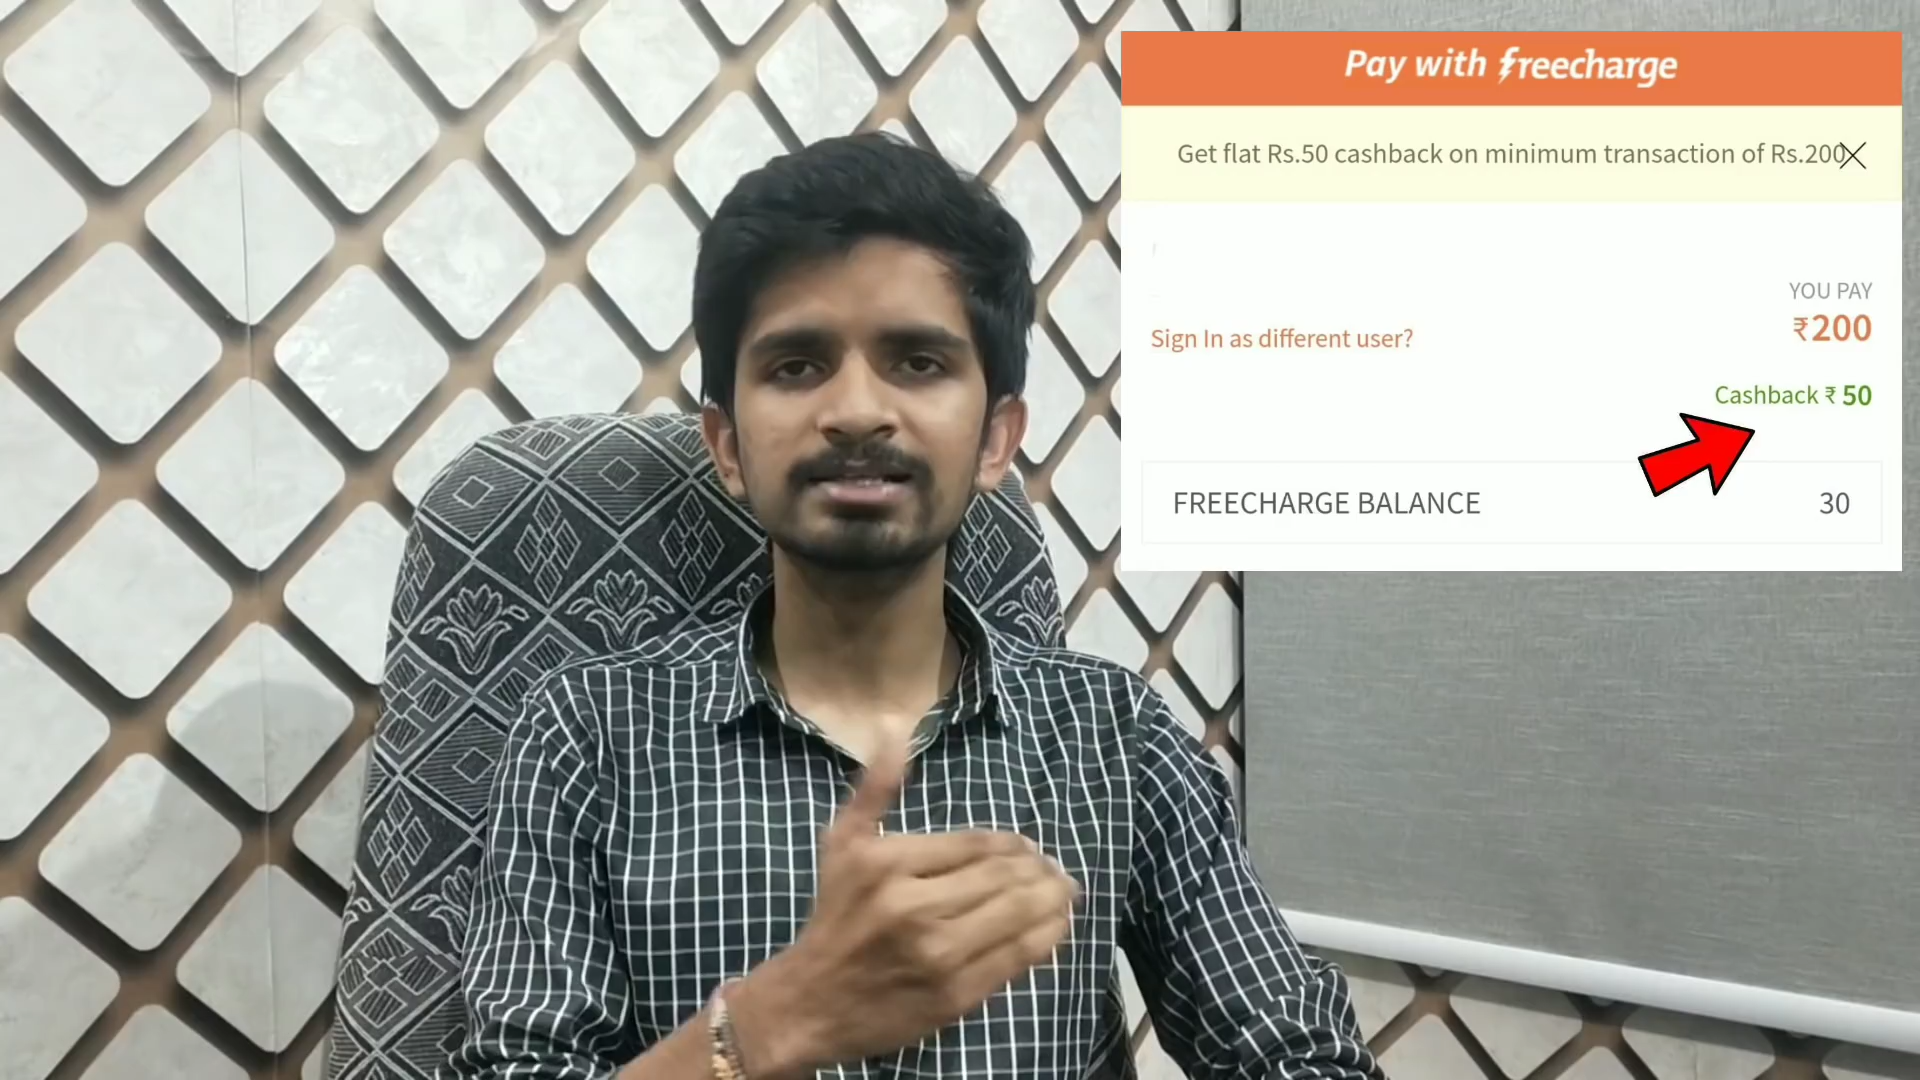 Pay with freecharge
Get flat Rs.50 cashback on minimum transaction of Rs.200
YOU PAY
₹200
Sign In as different user?
Cashback ₹ 50
FREECHARGE BALANCE 30